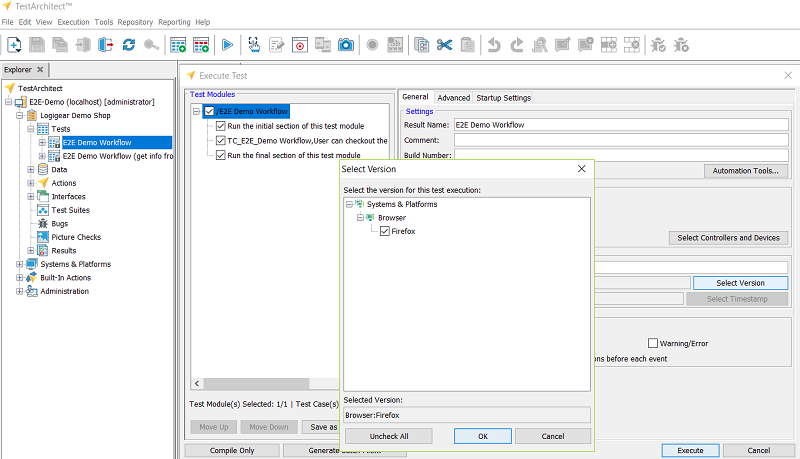 TestArchitect™
File Edit View Execution Tools Repository Reporting Help
Explorer
TestArchitect
E2E-Demo (localhost) [administrator]
Logigear Demo Shop
Tests
E2E Demo Workflow
E2E Demo Workflow (get info fro
Data
Actions
Interfaces
Test Suites
Bugs
Picture Checks
Results
Systems & Platforms
Built-In Actions
Administration
Execute Test
Test Modules
/E2E Demo Workflow
Run the initial section of this test module
TC_E2E_Demo Workflow,User can checkout the
Run the final section of this test module
Test Module(s) Selected: 1/1 | Test Case(s)
Move Up Move Down Save as
Compile Only
General Advanced Startup Settings
Settings
Result Name: E2E Demo Workflow
Comment:
Build Number:
Automation Tools...
Select Controllers and Devices
Select Version
Select Timestamp
Warning/Error
ons before each event
Execute Cancel
Select Version
Select the version for this test execution:
Systems & Platforms
Browser
Firefox
Selected Version:
Browser:Firefox
Uncheck All OK Cancel